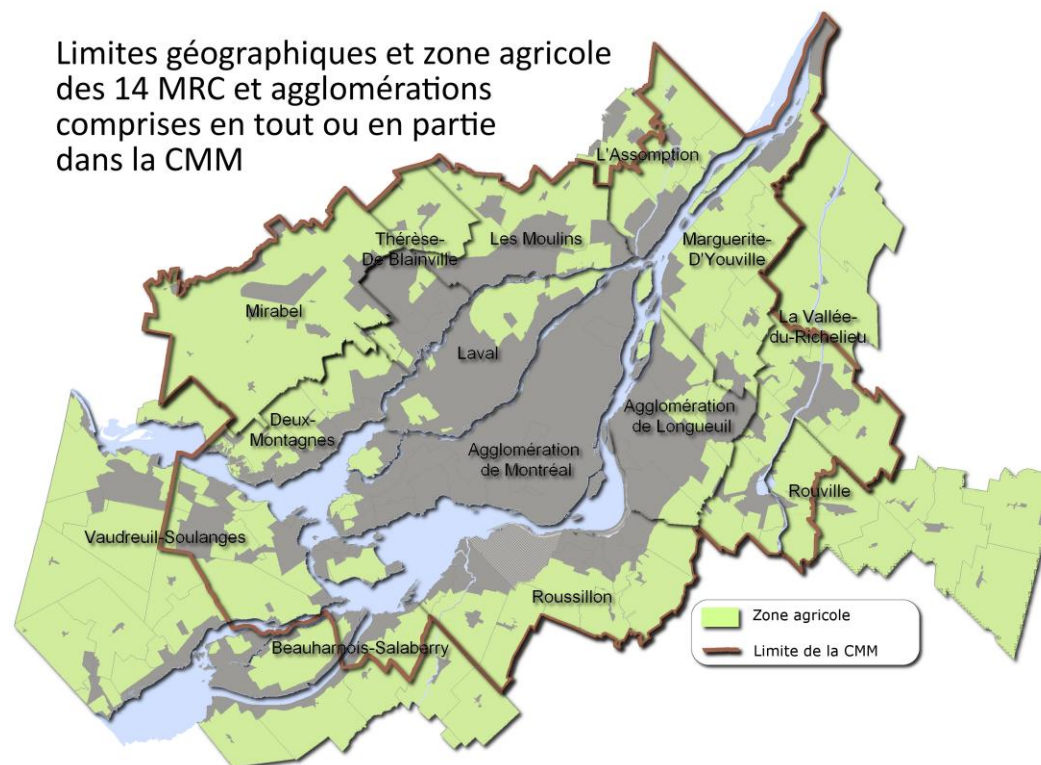 Limites géographiques et zone agricole
des 14 MRC et agglomérations
comprises en tout ou en partie
dans la CMM
L'Assomption
Thérèse-
De Blainville
Les Moulins
Marguerite-
D'Youville
Mirabel
La Vallée-
du-Richelieu
Laval
Deux-
Montagnes
Agglomération
de Longueuil
Agglomération
de Montréal
Rouville
Vaudreuil-Soulanges
Roussillon
Beauharnois-Salaberry
Zone agricole
Limite de la CMM